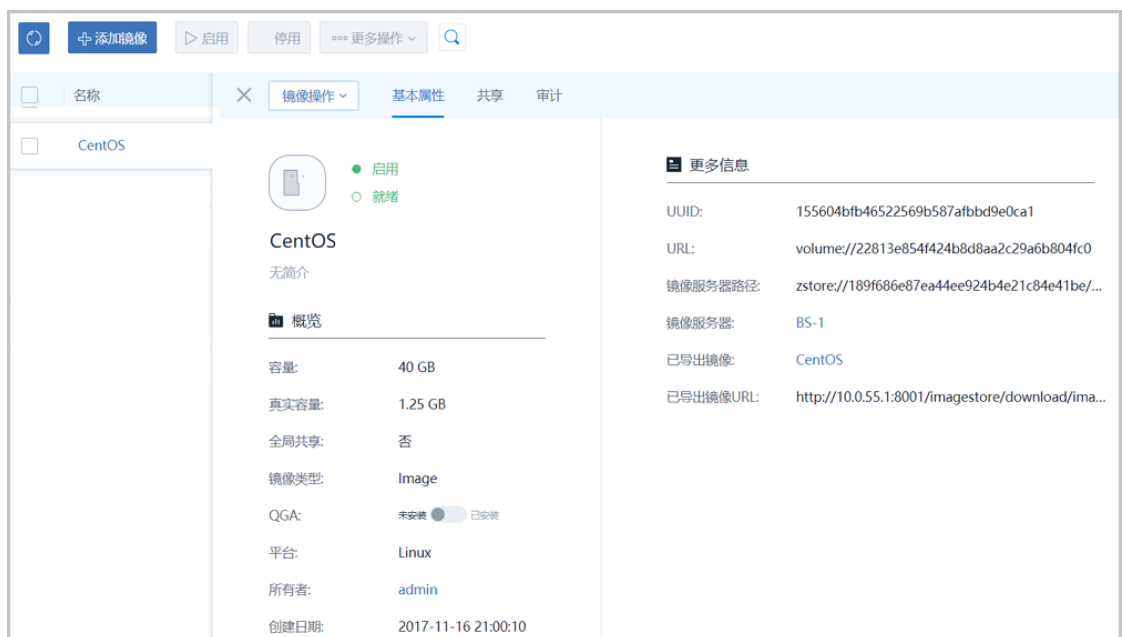 添加镜像 启用 停用 更多操作
名称 镜像操作 基本属性 共享 审计
CentOS
启用
就绪
CentOS
无简介
概览
容量: 40 GB
真实容量: 1.25 GB
全局共享: 否
镜像类型: Image
QGA: 未安装 已安装
平台: Linux
所有者: admin
创建日期: 2017-11-16 21:00:10
更多信息
UUID: 155604bfb46522569b587afbbd9e0ca1
URL: volume://22813e854f424b8d8aa2c29a6b804fc0
镜像服务器路径: zstore://189f686e87ea44ee924b4e21c84e41be/...
镜像服务器: BS-1
已导出镜像: CentOS
已导出镜像URL: http://10.0.55.1:8001/imagestore/download/ima...